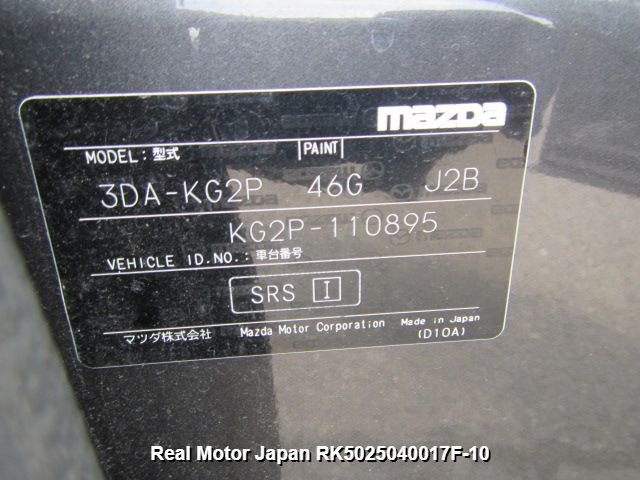 mazda
MODEL: 型式 PAINT
3DA-KG2P 46G J2B
KG2P-110895
VEHICLE ID.NO.: 車台番号
SRS I
マツダ株式会社 Mazda Motor Corporation Made in Japan
(D10A)
Real Motor Japan RK5025040017F-10